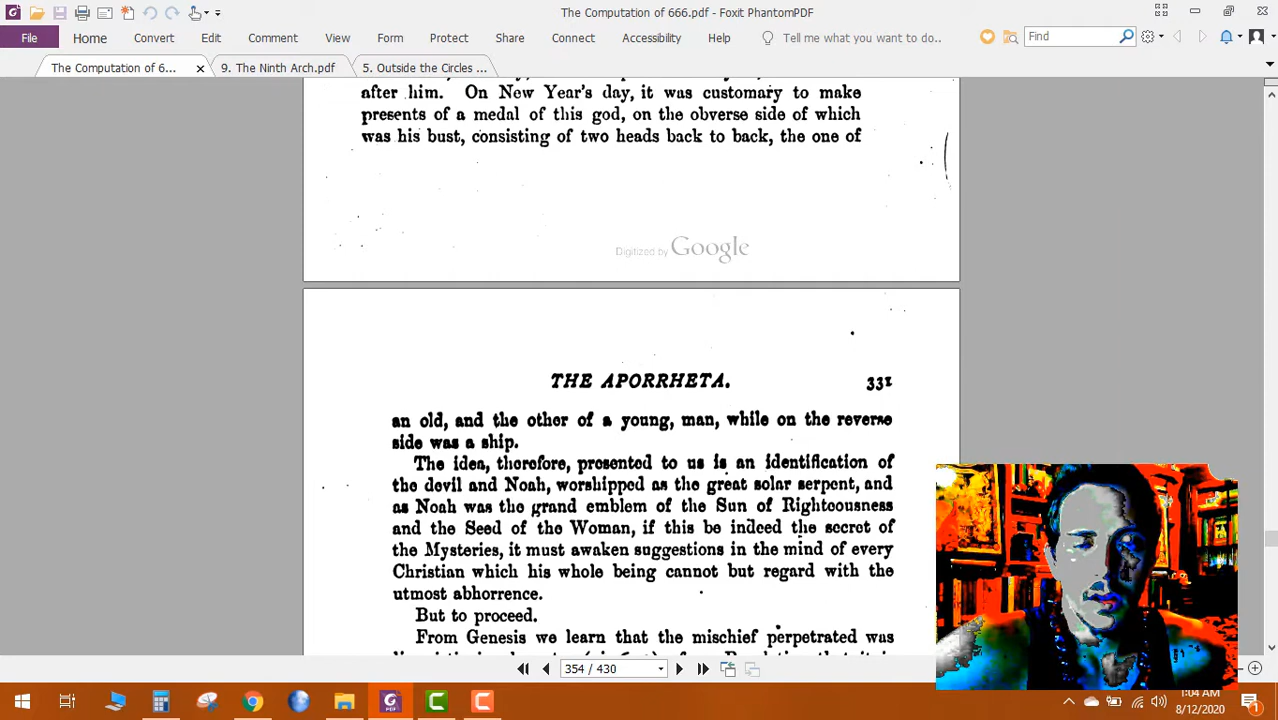 The Computation of 666.pdf - Foxit PhantomPDF
File Home Convert Edit Comment View Form Protect Share Connect Accessibility Help Tell me what you want to do.. Find
The Computation of 6... 9. The Ninth Arch.pdf 5. Outside the Circles ...
after him. On New Year's day, it was customary to make
presents of a medal of this god, on the obverse side of which
was his bust, consisting of two heads back to back, the one of
Digitized by Google
THE APORRHETA. 331
an old, and the other of a young, man, while on the reverse
side was a ship.
The idea, therefore, presented to us is an identification of
the devil and Noah, worshipped as the great solar serpent, and
as Noah was the grand emblem of the Sun of Righteousness
and the Seed of the Woman, if this be indeed the secret of
the Mysteries, it must awaken suggestions in the mind of every
Christian which his whole being cannot but regard with the
utmost abhorrence.
But to proceed.
From Genesis we learn that the mischief perpetrated was
354 / 430
1:04 AM
8/12/2020